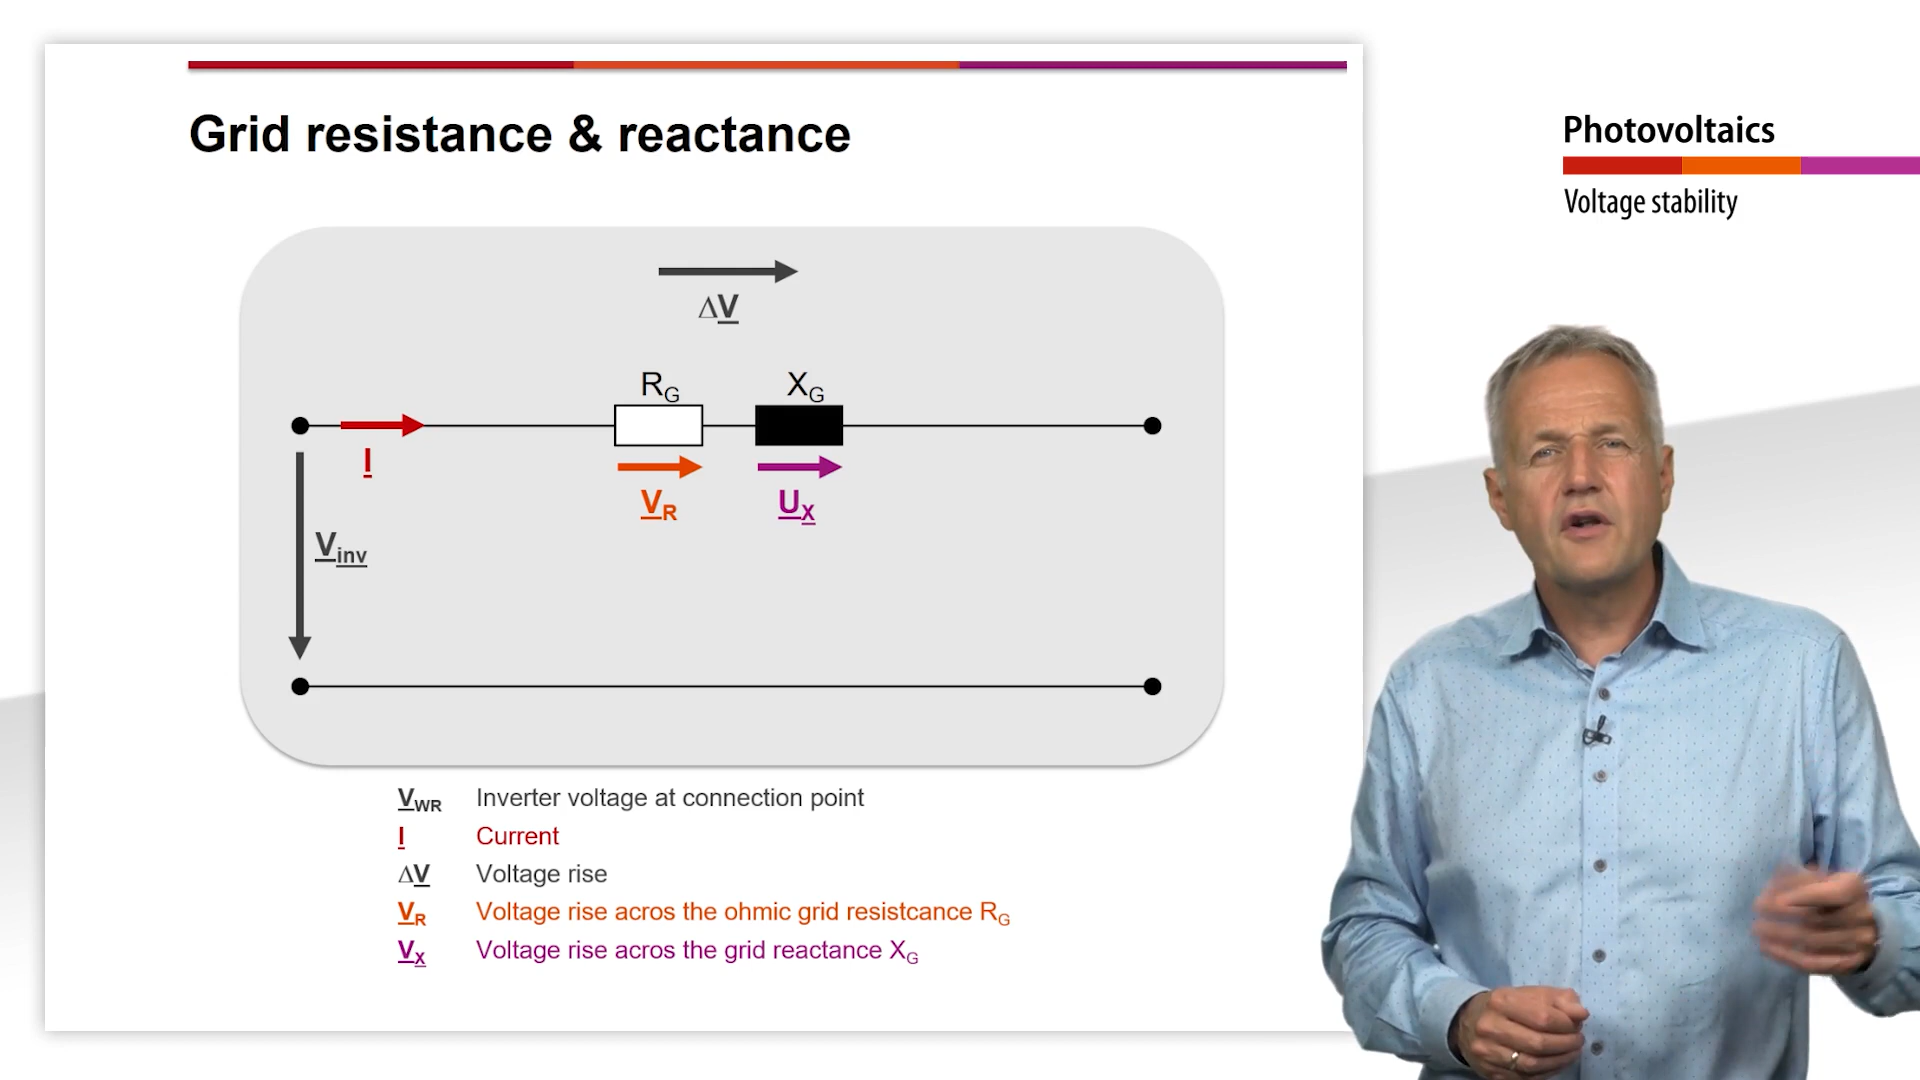 Grid resistance & reactance
Photovoltaics
Voltage stability
ΔV
R_G
X_G
I
V_R
U_X
V_inv
V_WR Inverter voltage at connection point
I Current
ΔV Voltage rise
V_R Voltage rise acros the ohmic grid resistcance R_G
V_X Voltage rise acros the grid reactance X_G